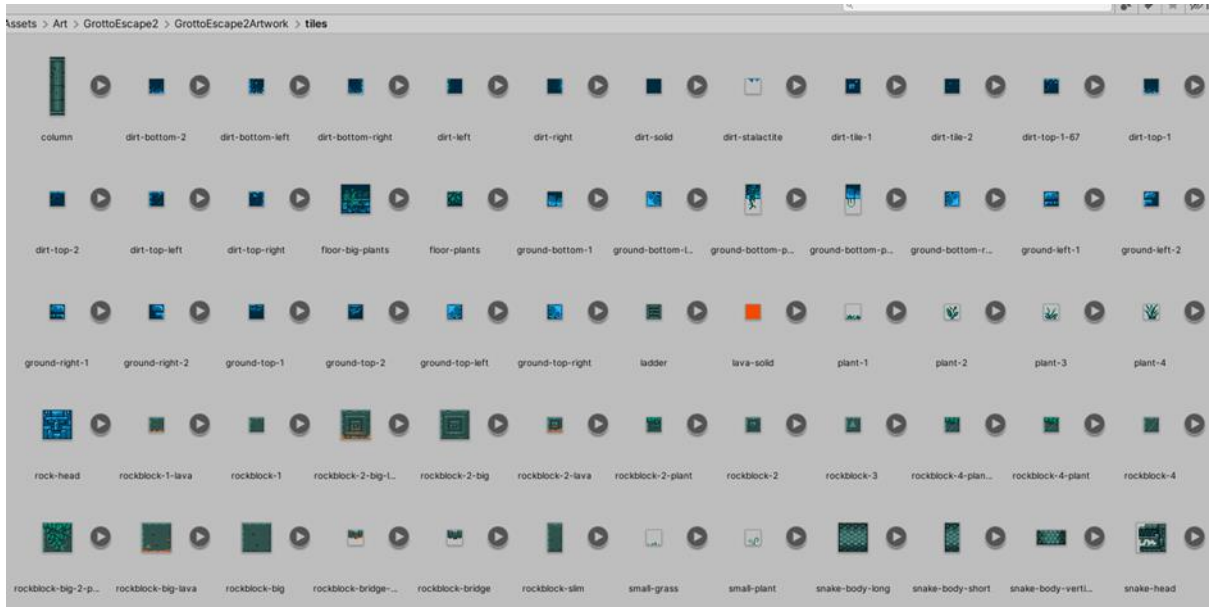 Assets > Art > GrottoEscape2 > GrottoEscape2Artwork > tiles
column dirt-bottom-2 dirt-bottom-left dirt-bottom-right dirt-left dirt-right dirt-solid dirt-stalactite dirt-tile-1 dirt-tile-2 dirt-top-1-67 dirt-top-1
dirt-top-2 dirt-top-left dirt-top-right floor-big-plants floor-plants ground-bottom-1 ground-bottom-l... ground-bottom-p... ground-bottom-p... ground-bottom-r... ground-left-1 ground-left-2
ground-right-1 ground-right-2 ground-top-1 ground-top-2 ground-top-left ground-top-right ladder lava-solid plant-1 plant-2 plant-3 plant-4
rock-head rockblock-1-lava rockblock-1 rockblock-2-big-l... rockblock-2-big rockblock-2-lava rockblock-2-plant rockblock-2 rockblock-3 rockblock-4-plan... rockblock-4-plant rockblock-4
rockblock-big-2-p... rockblock-big-lava rockblock-big rockblock-bridge-... rockblock-bridge rockblock-slim small-grass small-plant snake-body-long snake-body-short snake-body-verti... snake-head